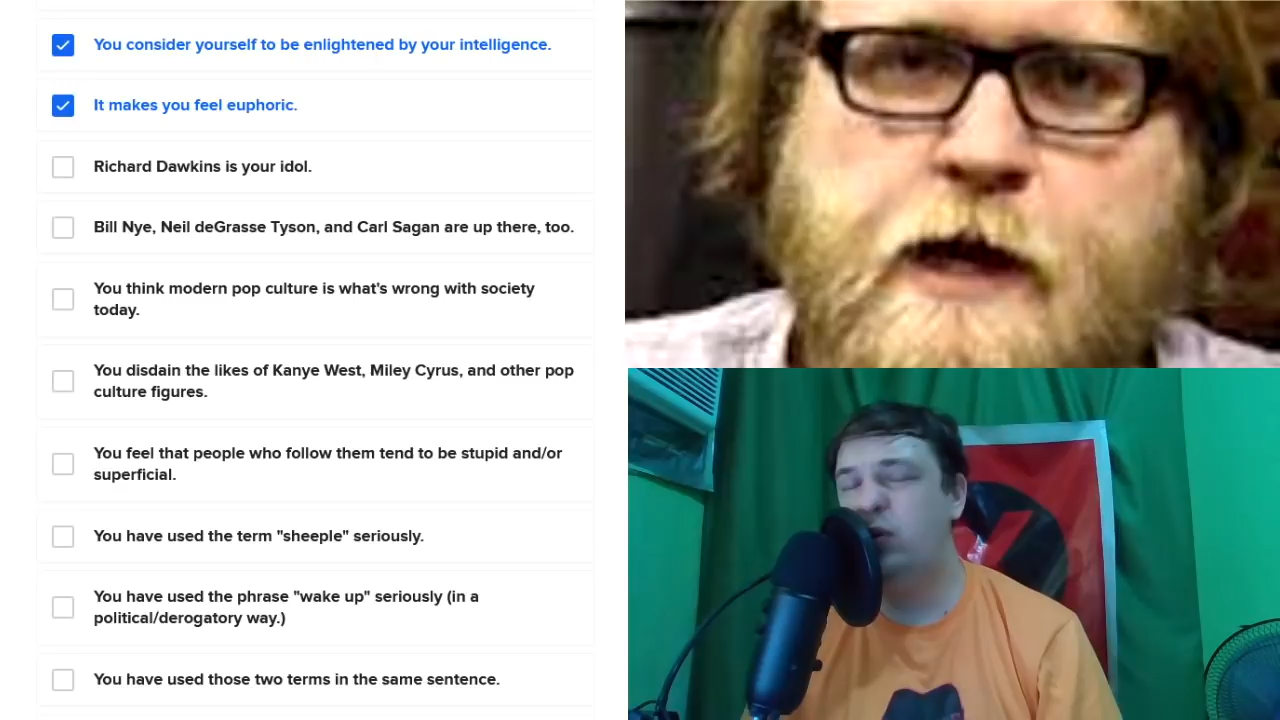 You consider yourself to be enlightened by your intelligence.
It makes you feel euphoric.
Richard Dawkins is your idol.
Bill Nye, Neil deGrasse Tyson, and Carl Sagan are up there, too.
You think modern pop culture is what's wrong with society
today.
You disdain the likes of Kanye West, Miley Cyrus, and other pop
culture figures.
You feel that people who follow them tend to be stupid and/or
superficial.
You have used the term "sheeple" seriously.
You have used the phrase "wake up" seriously (in a
political/derogatory way.)
You have used those two terms in the same sentence.